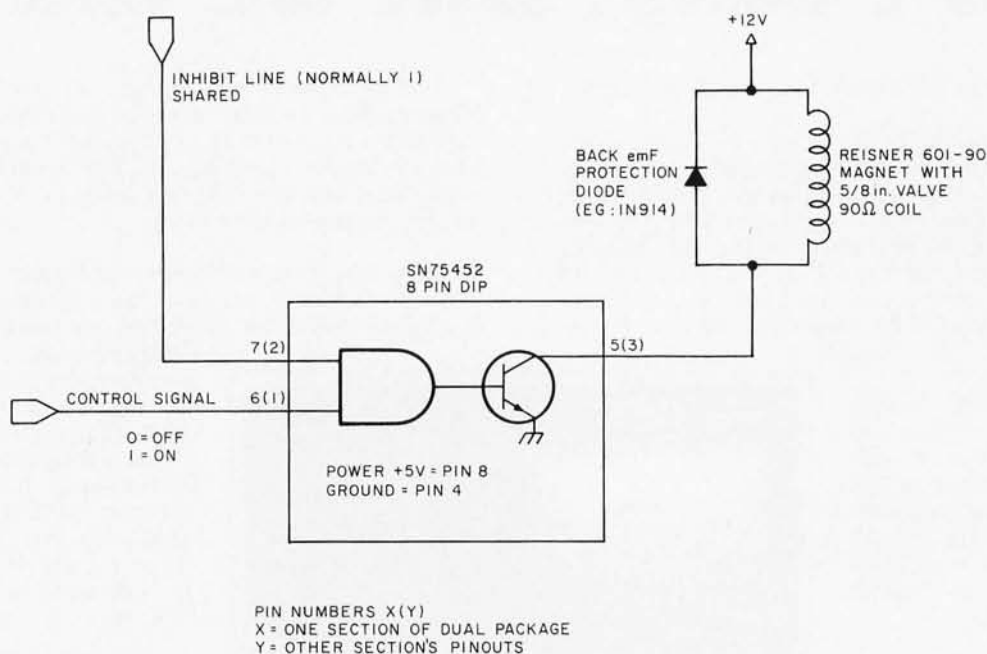 +12V
INHIBIT LINE (NORMALLY 1)
SHARED
BACK emF
PROTECTION
DIODE
(EG: 1N914)
REISNER 601-90
MAGNET WITH
5/8 in. VALVE
90Ω COIL
SN75452
8 PIN DIP
7(2)
5(3)
CONTROL SIGNAL
6(1)
0=OFF
1=ON
POWER +5V = PIN 8
GROUND = PIN 4
PIN NUMBERS X(Y)
X = ONE SECTION OF DUAL PACKAGE
Y = OTHER SECTION'S PINOUTS